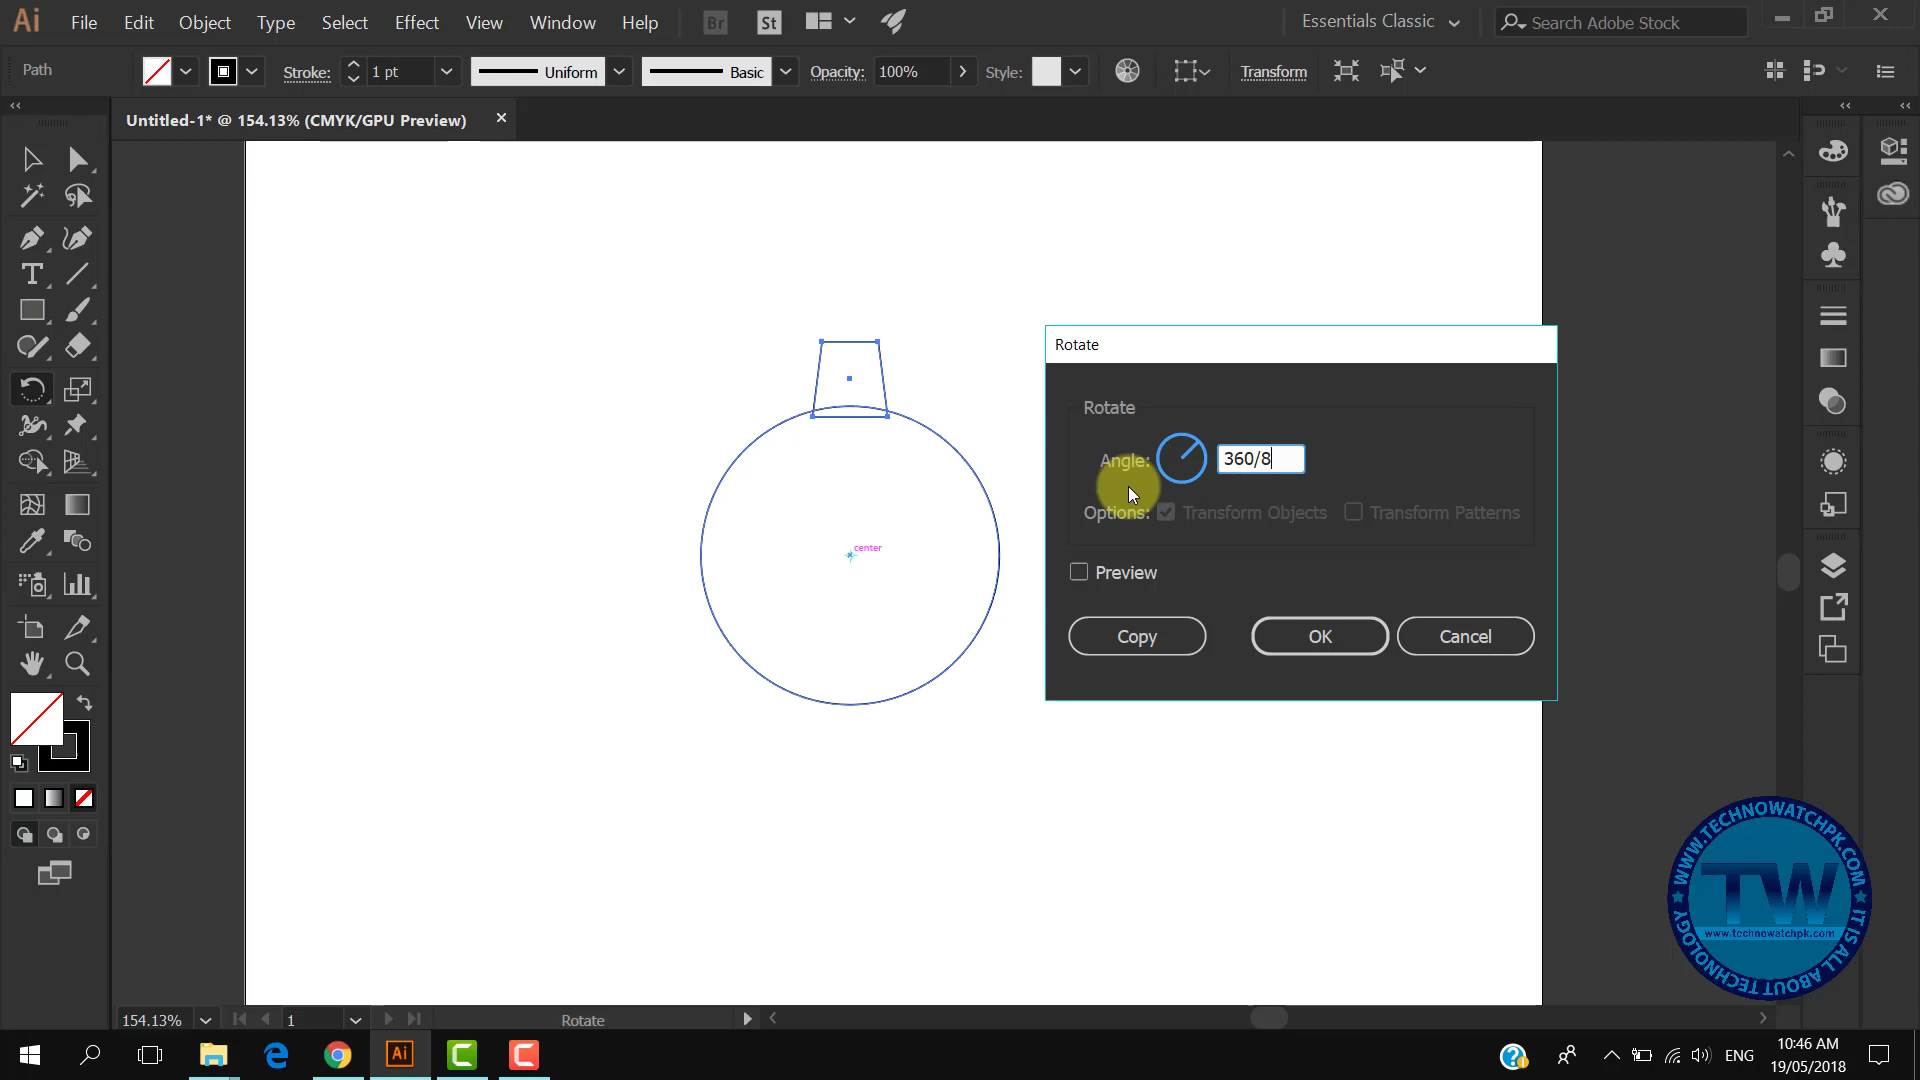 Ai File Edit Object Type Select Effect View Window Help Br St Essentials Classic Search Adobe Stock
Path Stroke: 1 pt Uniform Basic Opacity: 100% Style: Transform
Untitled-1* @ 154.13% (CMYK/GPU Preview)
Rotate
Rotate
Angle: 360/8
Options: Transform Objects Transform Patterns
center
Preview
Copy OK Cancel
WWW.TECHNOWATCHPK.COM
TW
www.technowatchpk.com
IT IS ALL ABOUT TECHNOLOGY
154.13% 1 Rotate
Ai ENG 10:46 AM
19/05/2018